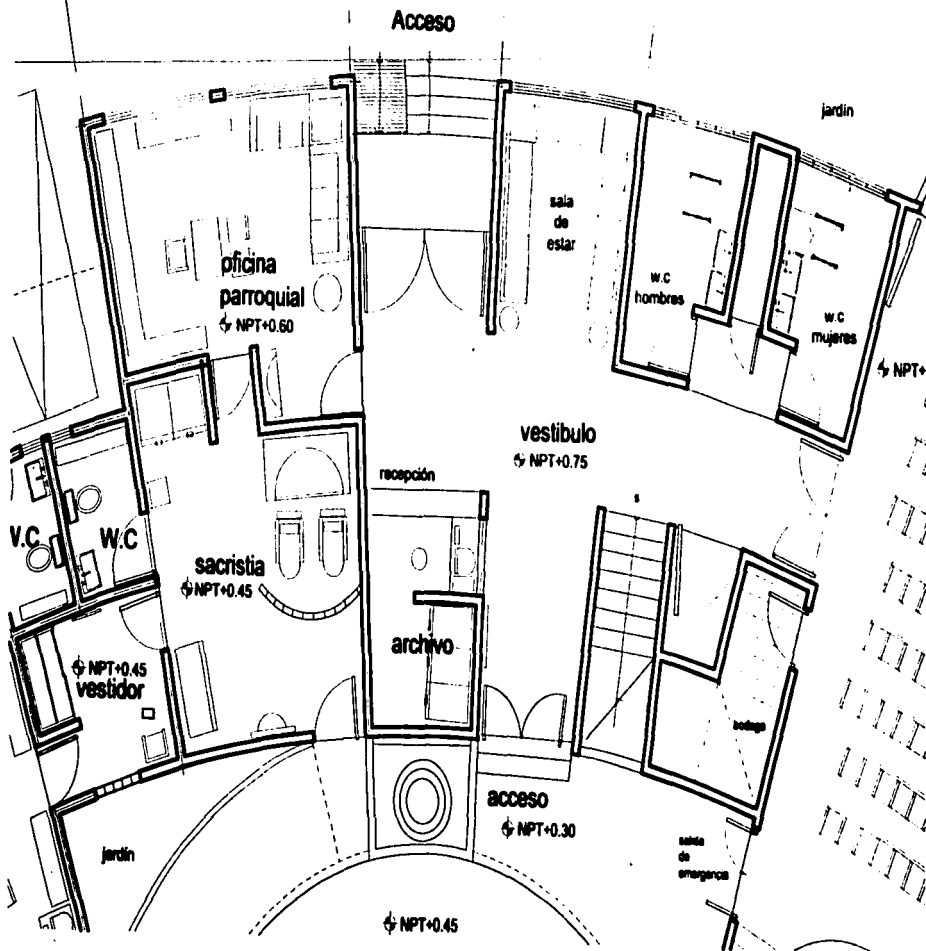 Acceso
jardín
sala
de
estar
oficina
parroquial
NPT+0.60
w.c
hombres
w.c
mujeres
NPT+
vestibulo
NPT+0.75
recepción
s
V.C
W.C
sacristia
NPT+0.45
archivo
NPT+0.45
vestidor
bodega
acceso
NPT+0.30
salida
de
emergencia
jardín
NPT+0.45